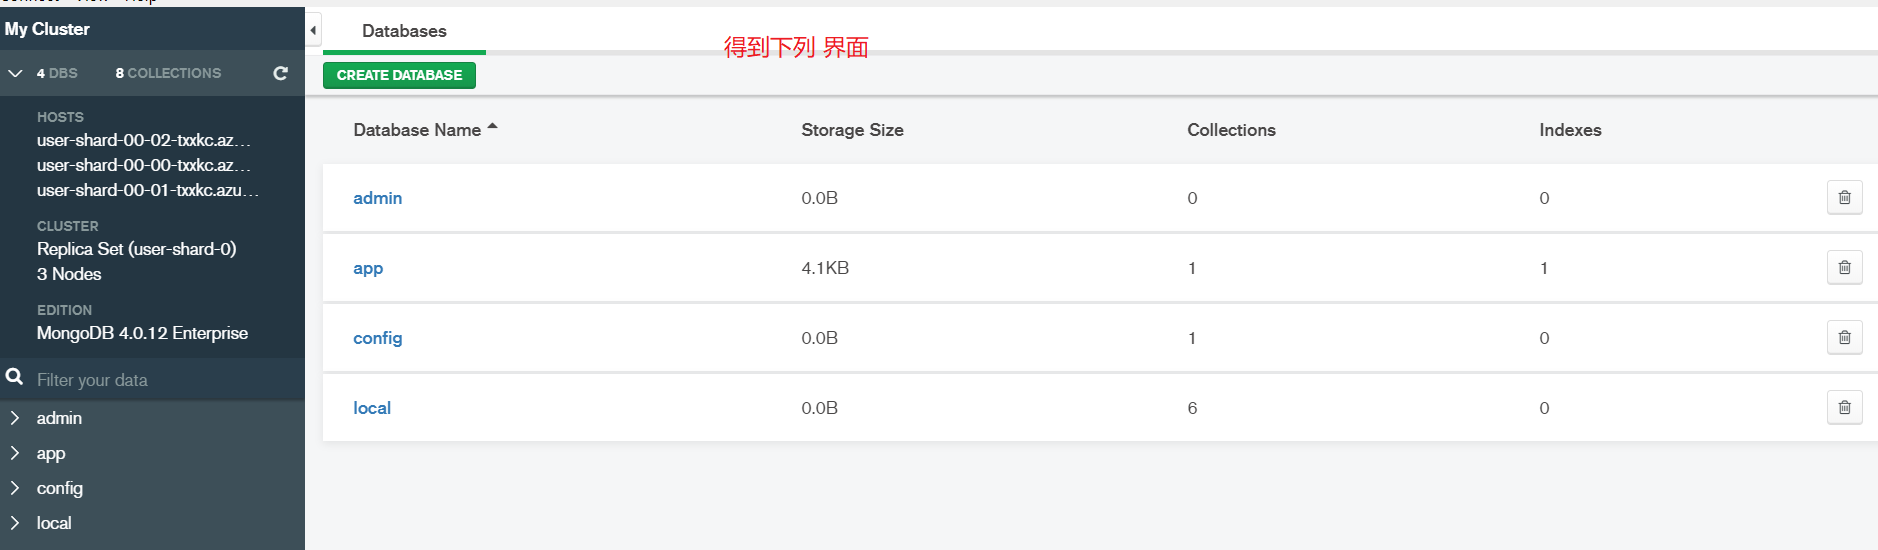 My Cluster
4 DBS 8 COLLECTIONS
HOSTS
user-shard-00-02-txxkc.az...
user-shard-00-00-txxkc.az...
user-shard-00-01-txxkc.azu...
CLUSTER
Replica Set (user-shard-0)
3 Nodes
EDITION
MongoDB 4.0.12 Enterprise
Filter your data
admin
app
config
local
Databases
得到下列 界面
CREATE DATABASE
Database Name Storage Size Collections Indexes
admin 0.0B 0 0
app 4.1KB 1 1
config 0.0B 1 0
local 0.0B 6 0